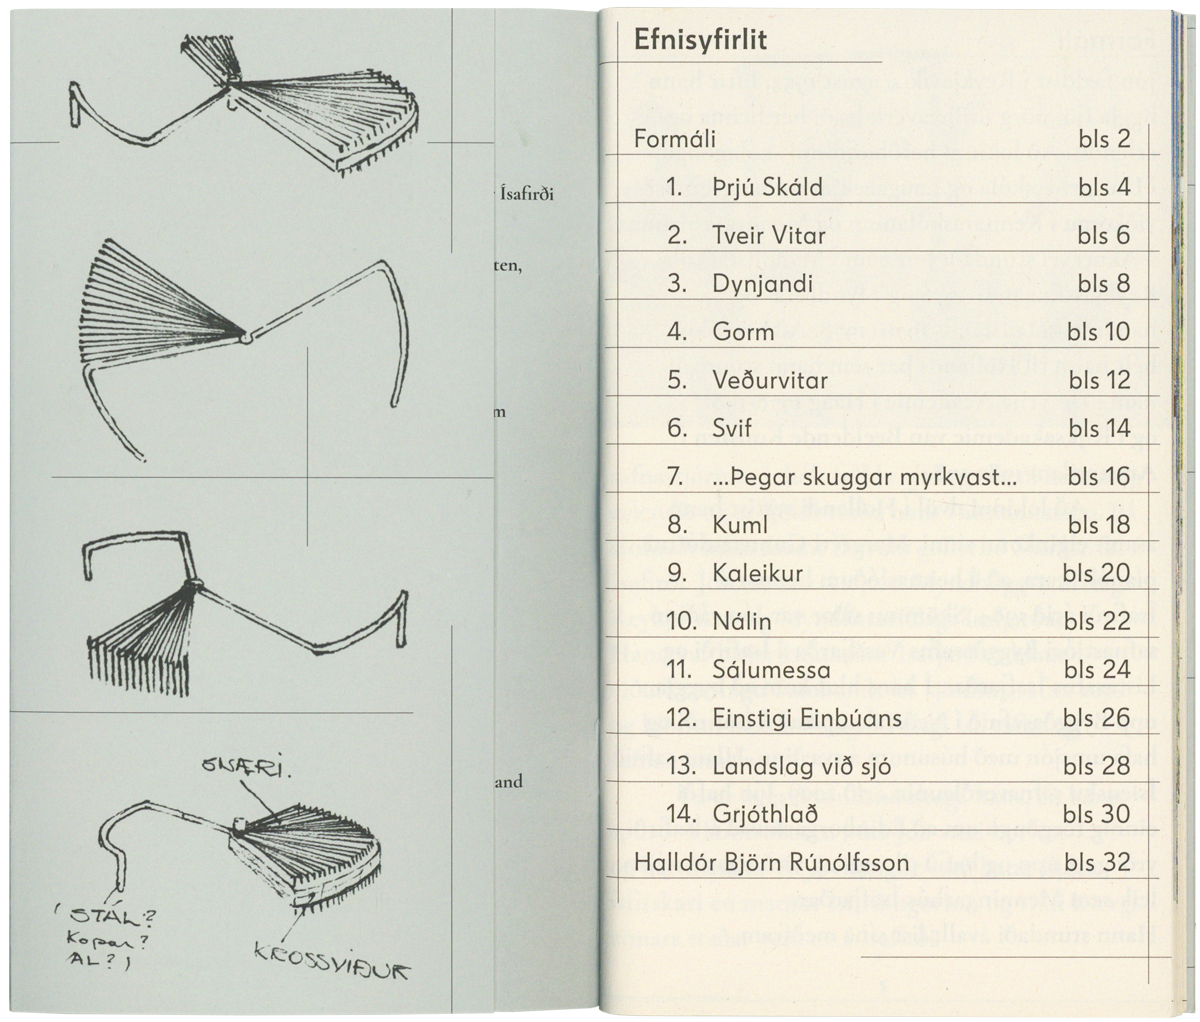 SNÆRI.
( STÁL?
Kopar?
ÁL? )
KROSSVIÐUR
Ísafirði
ten,
m
and
Efnisyfirlit
Formáli bls 2
1. Þrjú Skáld bls 4
2. Tveir Vitar bls 6
3. Dynjandi bls 8
4. Gorm bls 10
5. Veðurvitar bls 12
6. Svif bls 14
7. ...Þegar skuggar myrkvast... bls 16
8. Kuml bls 18
9. Kaleikur bls 20
10. Nálin bls 22
11. Sálumessa bls 24
12. Einstigi Einbúans bls 26
13. Landslag við sjó bls 28
14. Grjóthlað bls 30
Halldór Björn Rúnólfsson bls 32